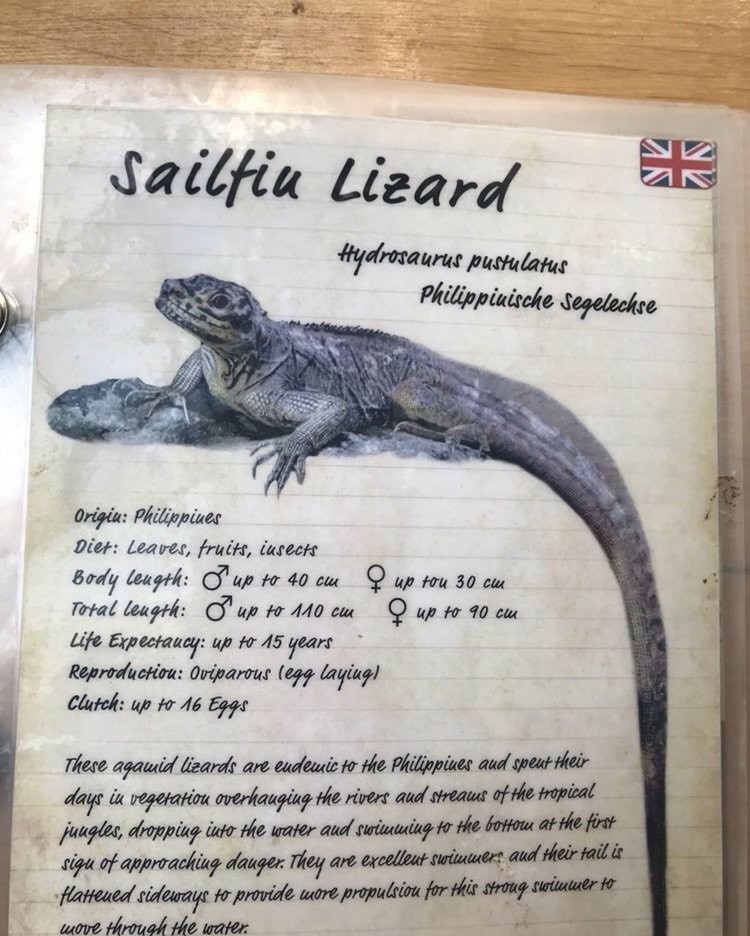 Sailfin Lizard
Hydrosaurus pustulatus
Philippinische Segelechse
Origin: Philippines
Diet: Leaves, fruits, insects
Body length: ♂ up to 40 cm ♀ up tou 30 cm
Total length: ♂ up to 110 cm ♀ up to 90 cm
Life Expectancy: up to 15 years
Reproduction: Oviparous (egg laying)
Clutch: up to 16 Eggs
These agamid lizards are endemic to the Philippines and spent their
days in vegetation overhanging the rivers and streams of the tropical
jungles, dropping into the water and swimming to the bottom at the first
sign of approaching danger. They are excellent swimmers and their tail is
flattened sideways to provide more propulsion for this strong swimmer to
move through the water.